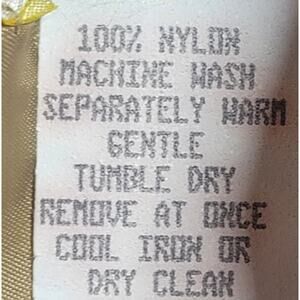 100% NYLON
MACHINE WASH
SEPARATELY WARM
GENTLE
TUMBLE DRY
REMOVE AT ONCE
COOL IRON OR
DRY CLEAN